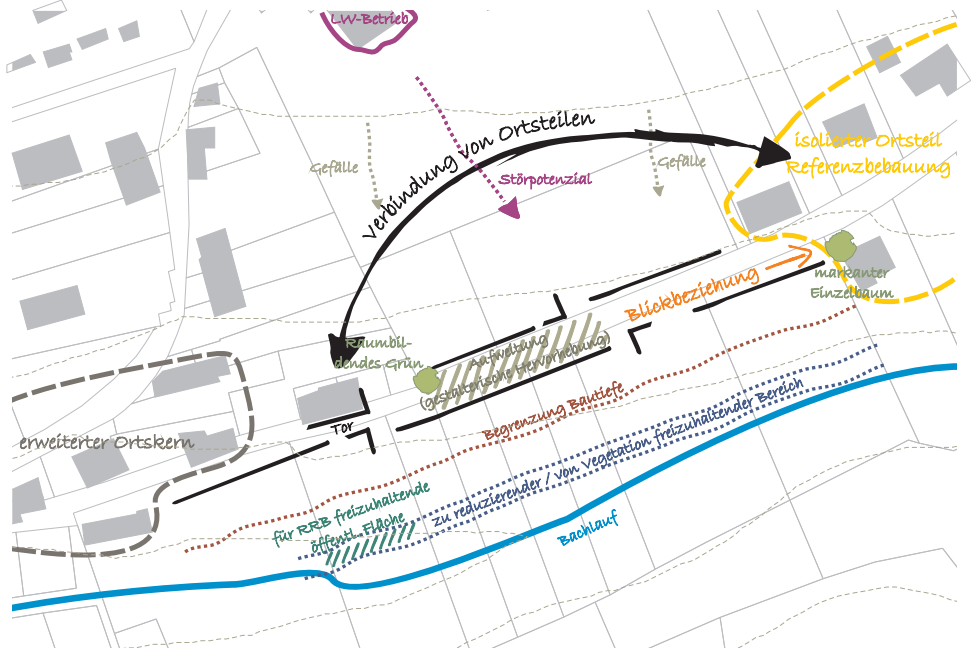 LW-Betrieb
Verbindung von Ortsteilen
Gefälle
Störpotenzial
Gefälle
isolierter Ortsteil
Referenzbebauung
markanter
Einzelbaum
Blickbeziehung
Raumbil-
dendes Grün
Aufweitung
(gestalterische Hervorhebung)
Tor
erweiterter Ortskern
Begrenzung Bautiefe
zu reduzierender / von Vegetation freizuhaltender Bereich
für RRB freizuhaltende
öffentl. Fläche
Bachlauf